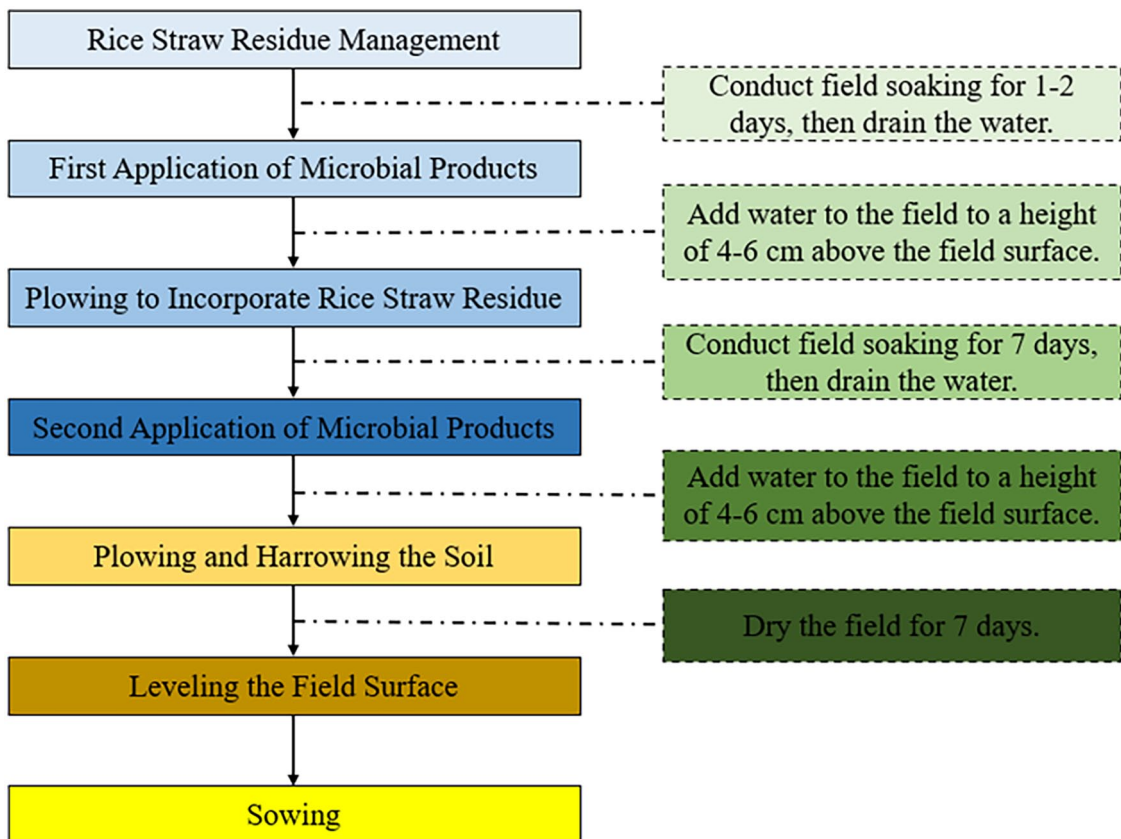 Rice Straw Residue Management
Conduct field soaking for 1-2
days, then drain the water.
First Application of Microbial Products
Add water to the field to a height
of 4-6 cm above the field surface.
Plowing to Incorporate Rice Straw Residue
Conduct field soaking for 7 days,
then drain the water.
Second Application of Microbial Products
Add water to the field to a height
of 4-6 cm above the field surface.
Plowing and Harrowing the Soil
Dry the field for 7 days.
Leveling the Field Surface
Sowing